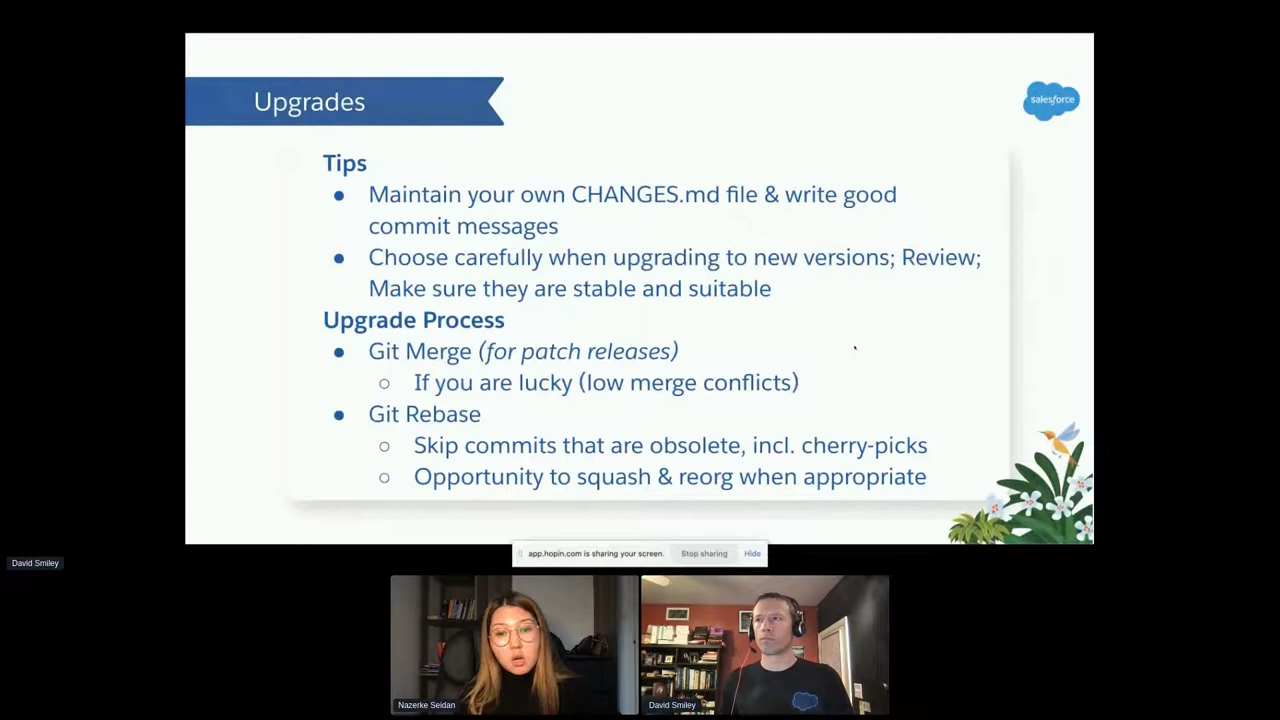 Upgrades
salesforce
Tips
● Maintain your own CHANGES.md file & write good
commit messages
● Choose carefully when upgrading to new versions; Review;
Make sure they are stable and suitable
Upgrade Process
● Git Merge (for patch releases)
○ If you are lucky (low merge conflicts)
● Git Rebase
○ Skip commits that are obsolete, incl. cherry-picks
○ Opportunity to squash & reorg when appropriate
app.hopin.com is sharing your screen. Stop sharing Hide
David Smiley
Nazerke Seidan
David Smiley